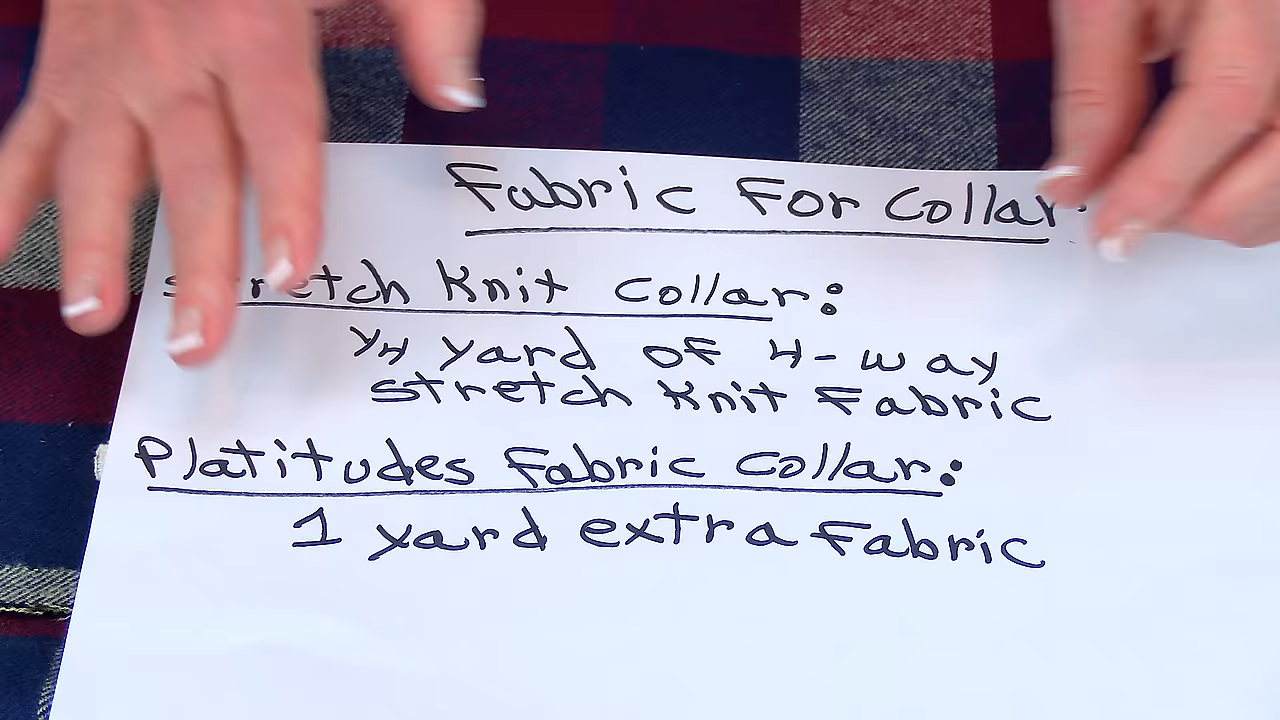 Fabric For Collar:
Stretch Knit Collar:
1/4 yard of 4-way
stretch Knit Fabric
Platitudes Fabric Collar:
1 yard extra Fabric